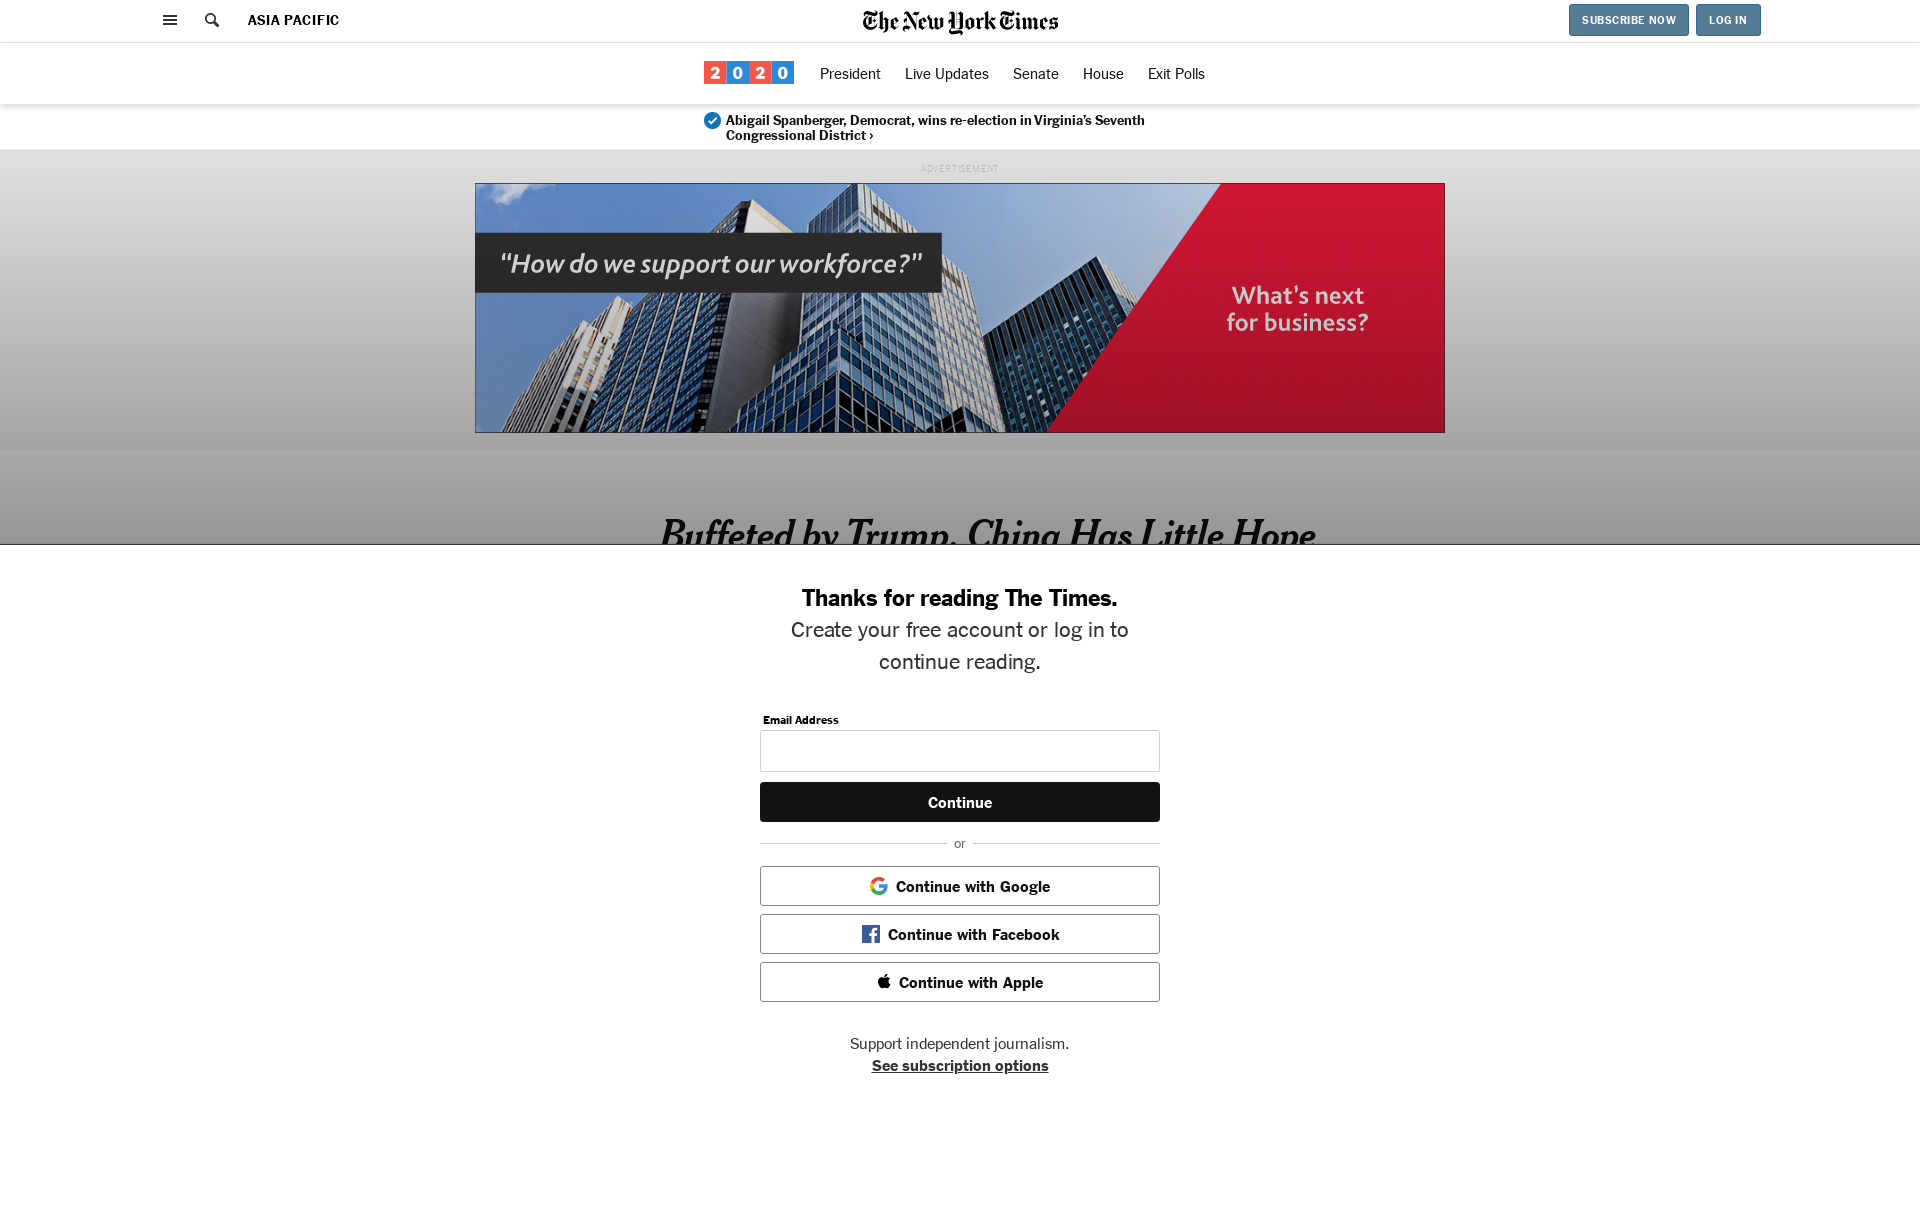 ASIA PACIFIC
The New York Times
SUBSCRIBE NOW
LOG IN
2020
President
Live Updates
Senate
House
Exit Polls
Abigail Spanberger, Democrat, wins re-election in Virginia’s Seventh
Congressional District ›
ADVERTISEMENT
“How do we support our workforce?”
What’s next
for business?
Buffeted by Trump, China Has Little Hope
Thanks for reading The Times.
Create your free account or log in to
continue reading.
Email Address
Continue
or
Continue with Google
Continue with Facebook
Continue with Apple
Support independent journalism.
See subscription options